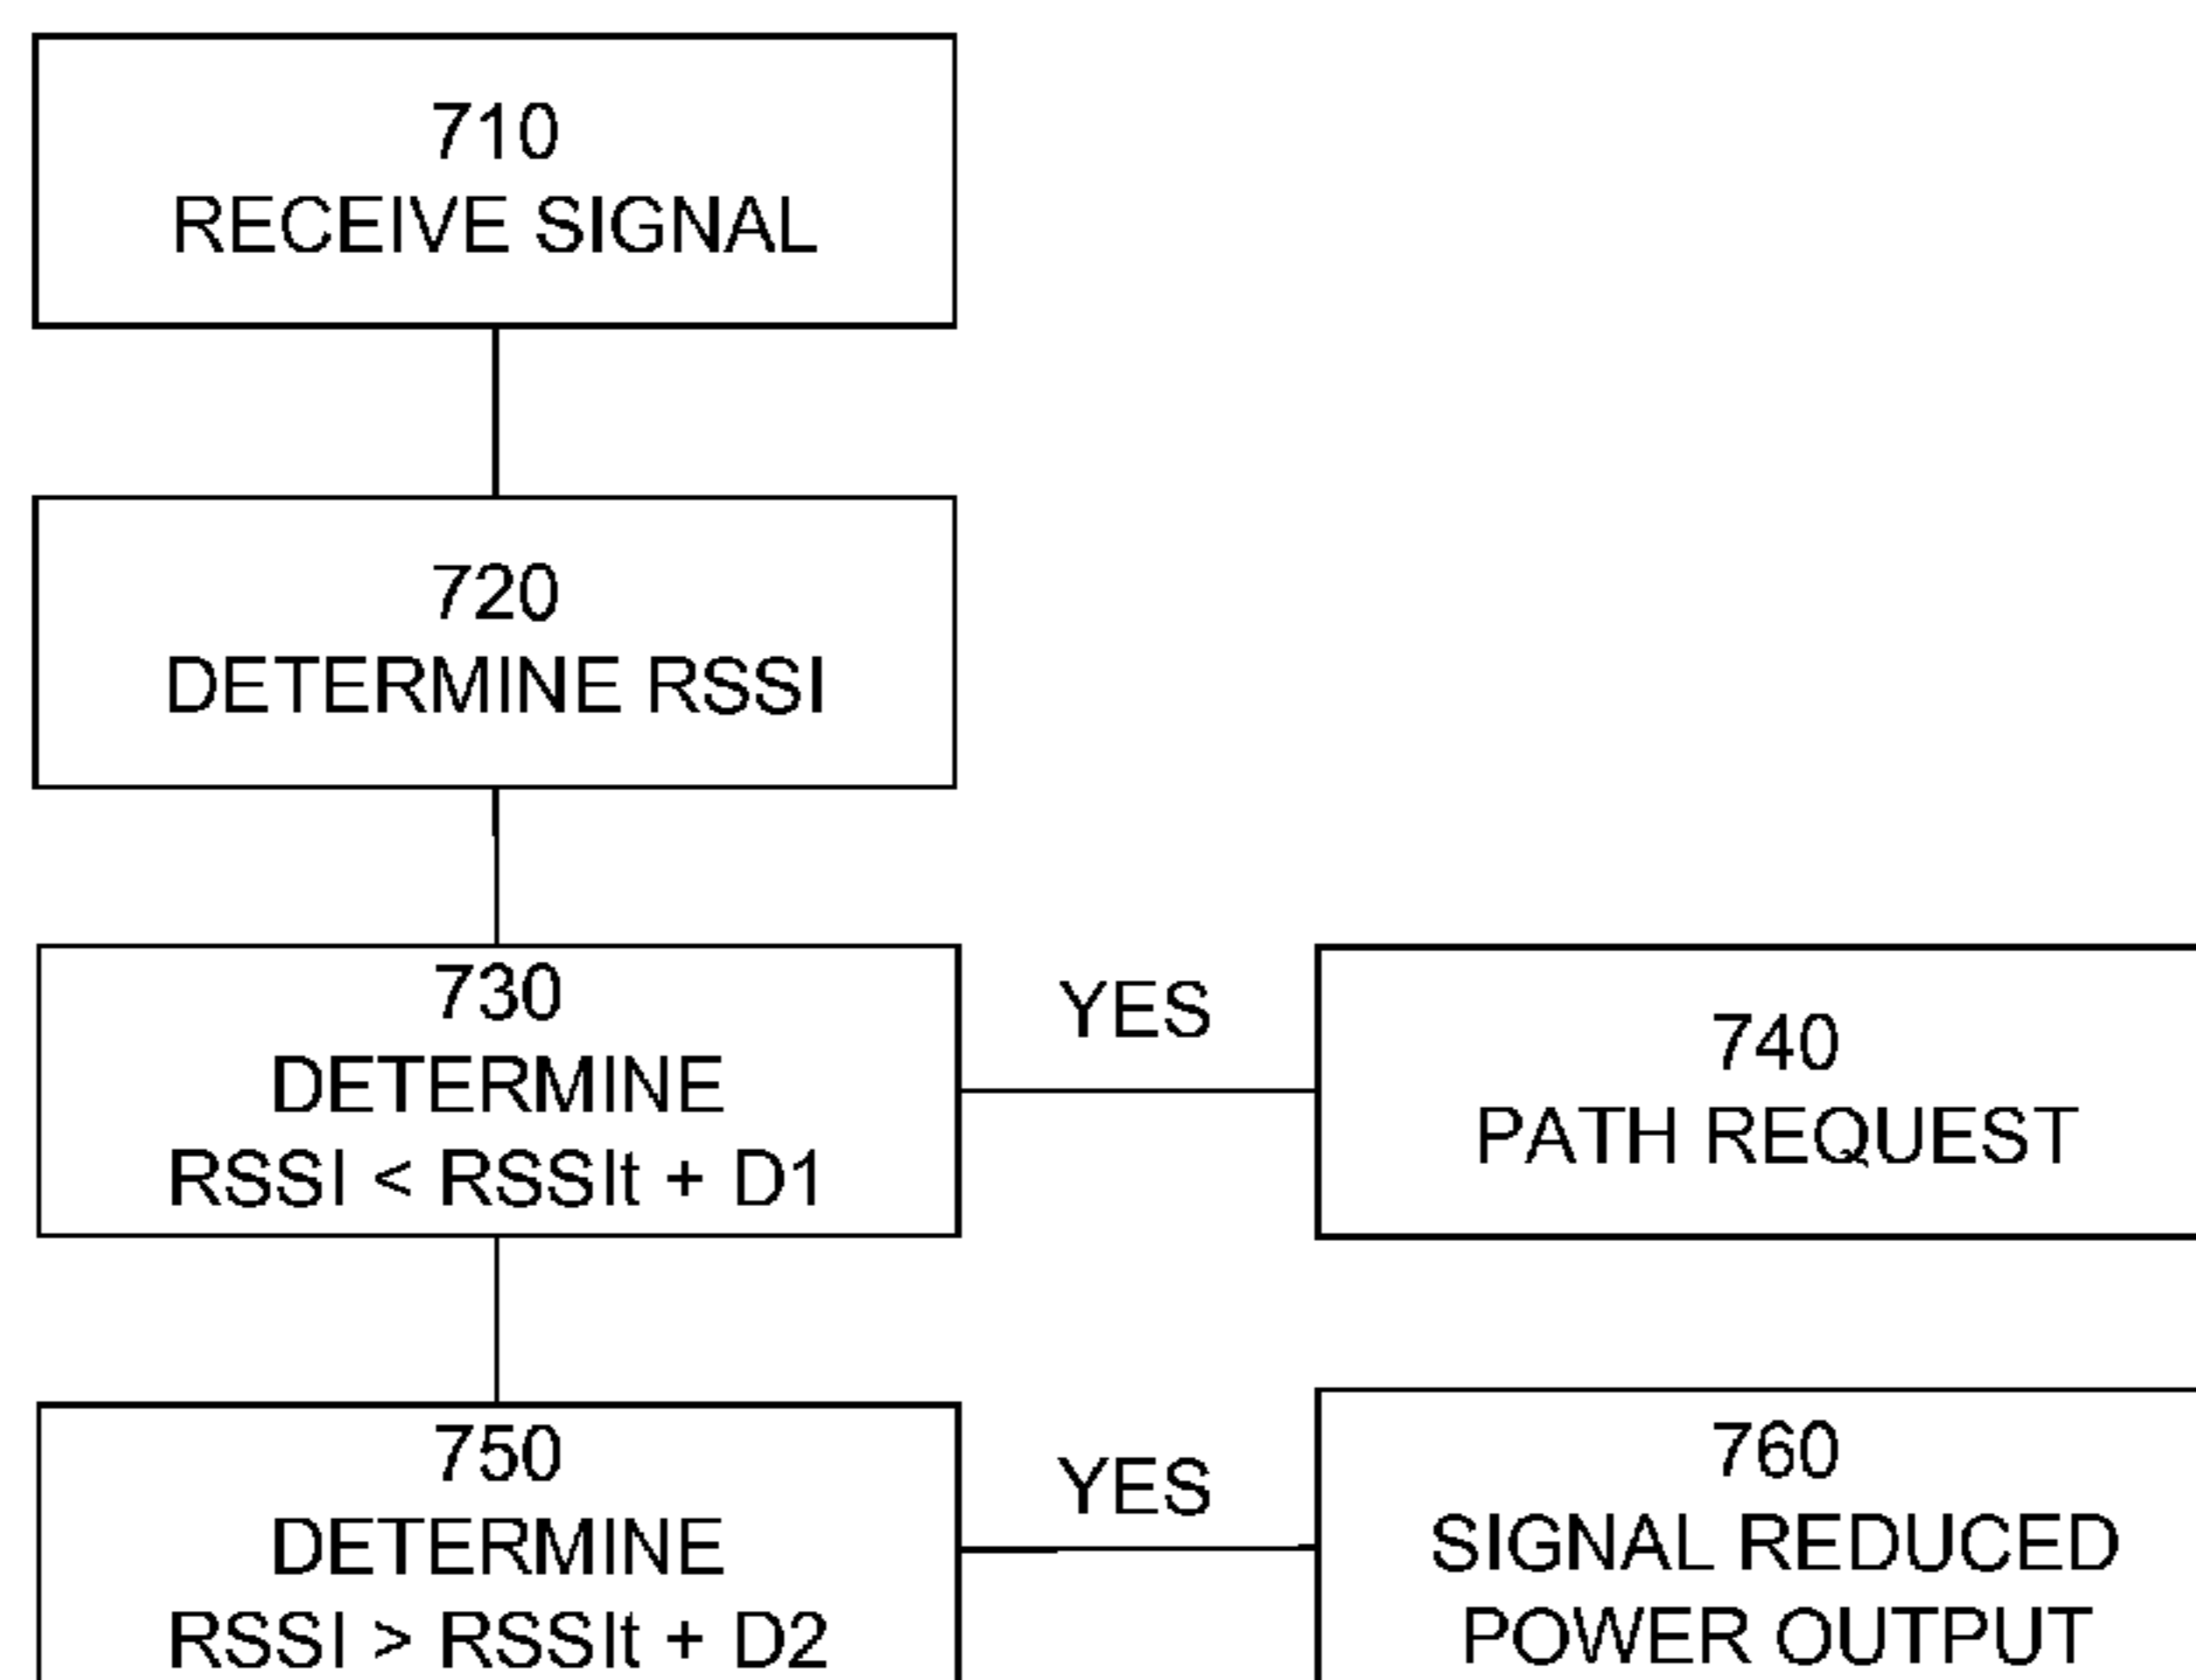 710
RECEIVE SIGNAL
720
DETERMINE RSSI
730
DETERMINE
RSSI < RSSIt + D1
YES
740
PATH REQUEST
750
DETERMINE
RSSI > RSSIt + D2
YES
760
SIGNAL REDUCED
POWER OUTPUT